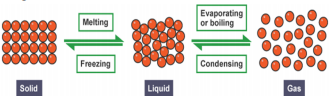 Melting
Freezing
Evaporating
or boiling
Condensing
Solid
Liquid
Gas